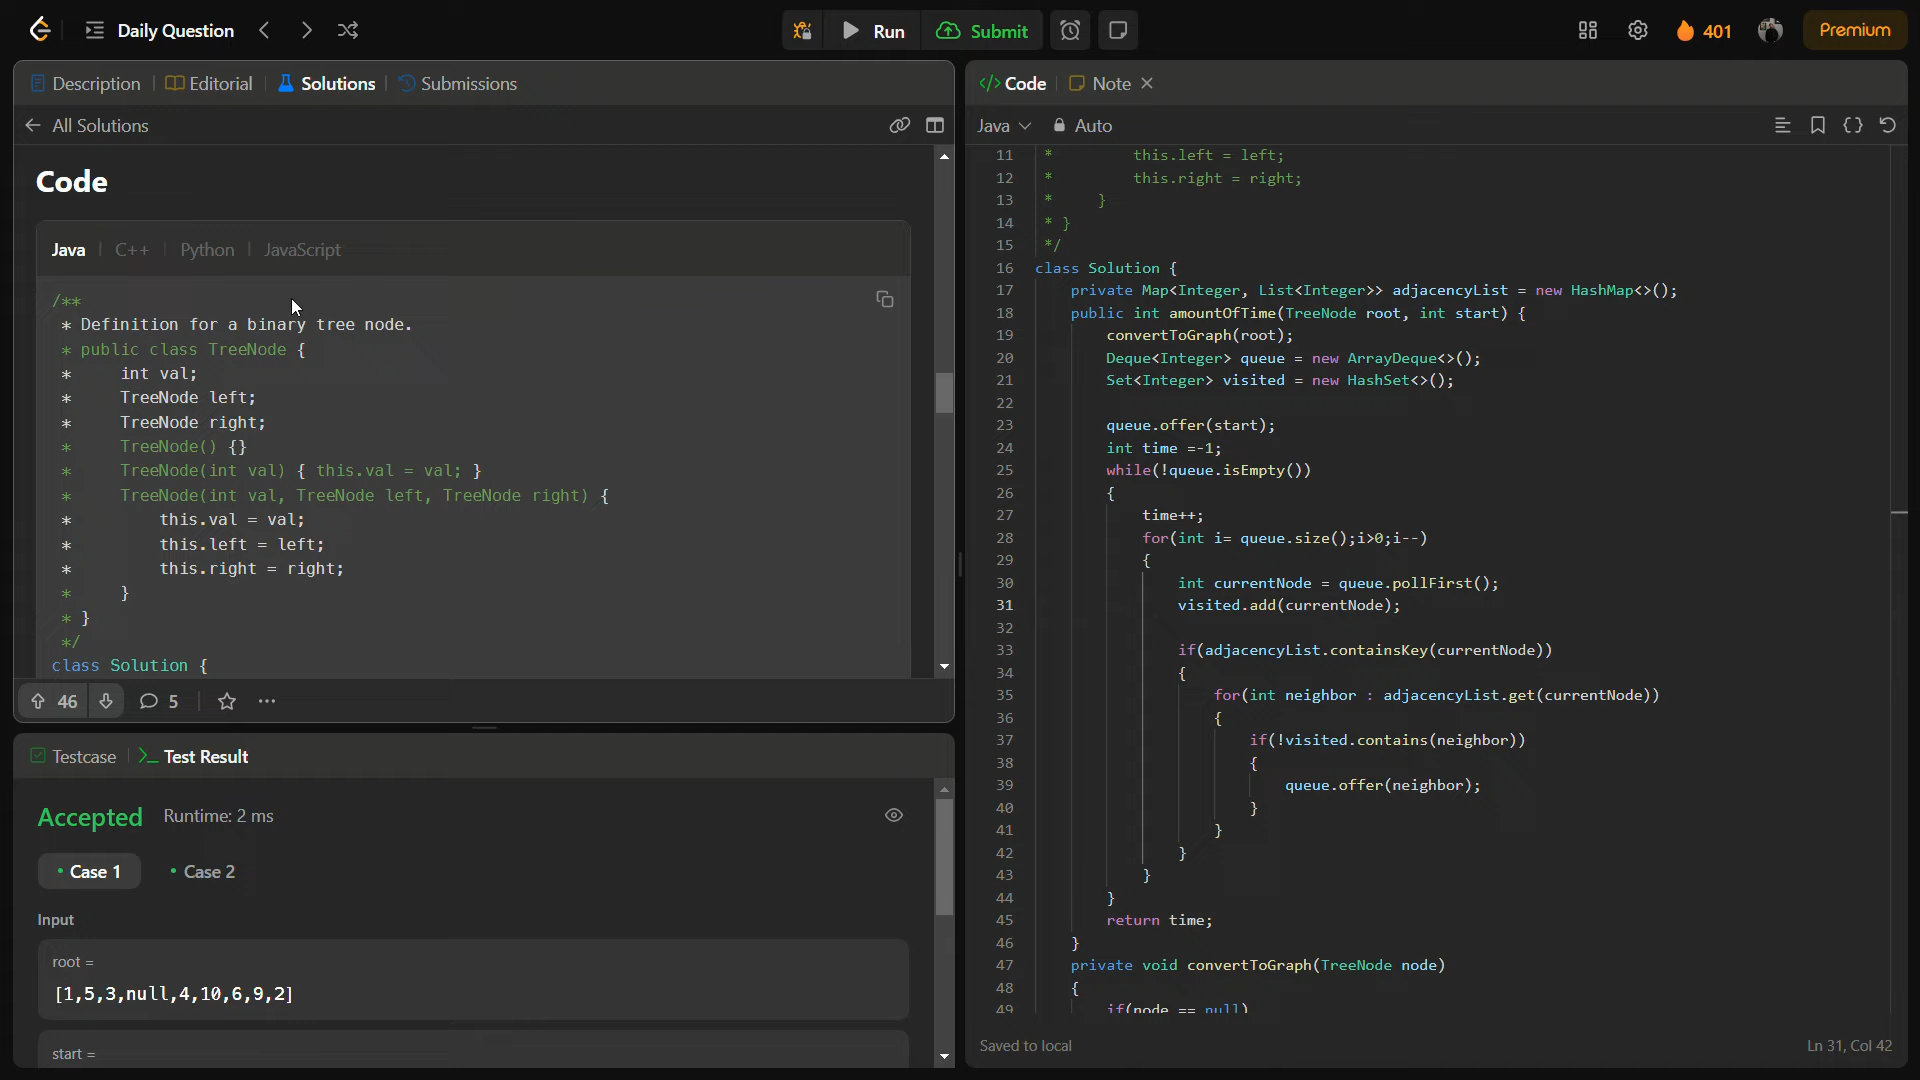 Daily Question
Run
Submit
401
Premium
Description
Editorial
Solutions
Submissions
All Solutions
Code
Java
C++
Python
JavaScript
/**
* Definition for a binary tree node.
* public class TreeNode {
*     int val;
*     TreeNode left;
*     TreeNode right;
*     TreeNode() {}
*     TreeNode(int val) { this.val = val; }
*     TreeNode(int val, TreeNode left, TreeNode right) {
*         this.val = val;
*         this.left = left;
*         this.right = right;
*     }
* }
*/
class Solution {
46
5
Testcase
Test Result
Accepted
Runtime: 2 ms
Case 1
Case 2
Input
root =
[1,5,3,null,4,10,6,9,2]
start =
Code
Note
Java
Auto
11 *         this.left = left;
12 *         this.right = right;
13 *     }
14 * }
15 */
16 class Solution {
17     private Map<Integer, List<Integer>> adjacencyList = new HashMap<>();
18     public int amountOfTime(TreeNode root, int start) {
19         convertToGraph(root);
20         Deque<Integer> queue = new ArrayDeque<>();
21         Set<Integer> visited = new HashSet<>();
22
23         queue.offer(start);
24         int time =-1;
25         while(!queue.isEmpty())
26         {
27             time++;
28             for(int i= queue.size();i>0;i--)
29             {
30                 int currentNode = queue.pollFirst();
31                 visited.add(currentNode);
32
33                 if(adjacencyList.containsKey(currentNode))
34                 {
35                     for(int neighbor : adjacencyList.get(currentNode))
36                     {
37                         if(!visited.contains(neighbor))
38                         {
39                             queue.offer(neighbor);
40                         }
41                     }
42                 }
43             }
44         }
45         return time;
46     }
47     private void convertToGraph(TreeNode node)
48     {
49         if(node == null)
Saved to local
Ln 31, Col 42